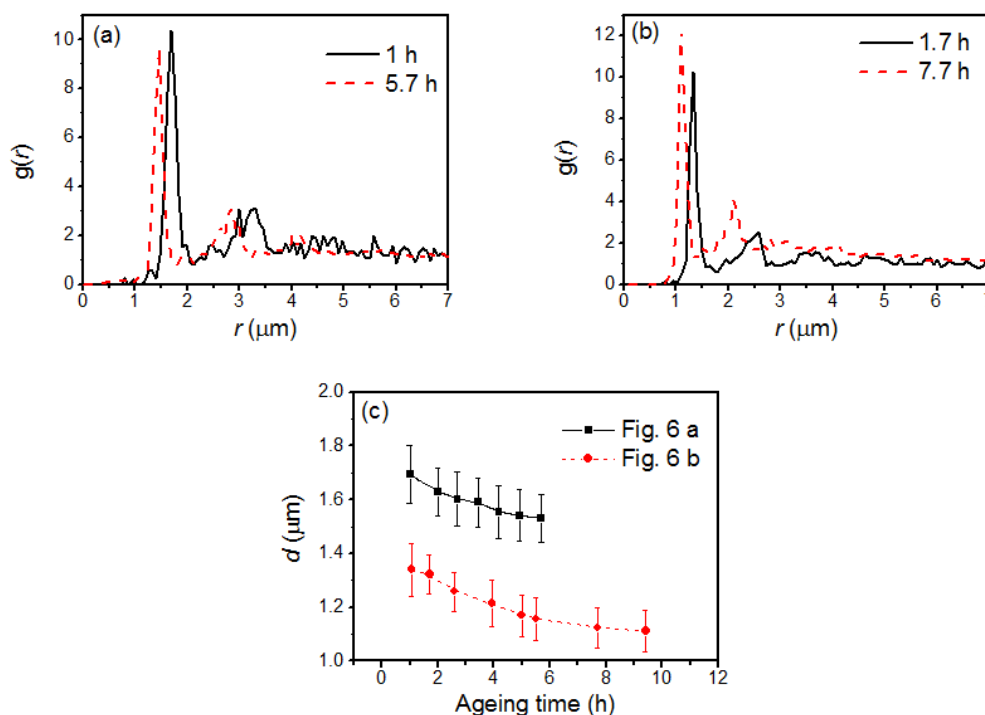 (a)
1 h
5.7 h
10
8
6
4
2
0
g(r)
0 1 2 3 4 5 6 7
r (μm)
(b)
1.7 h
7.7 h
12
10
8
6
4
2
0
g(r)
0 1 2 3 4 5 6 7
r (μm)
(c)
Fig. 6 a
Fig. 6 b
2.0
1.8
1.6
1.4
1.2
1.0
d (μm)
0 2 4 6 8 10 12
Ageing time (h)